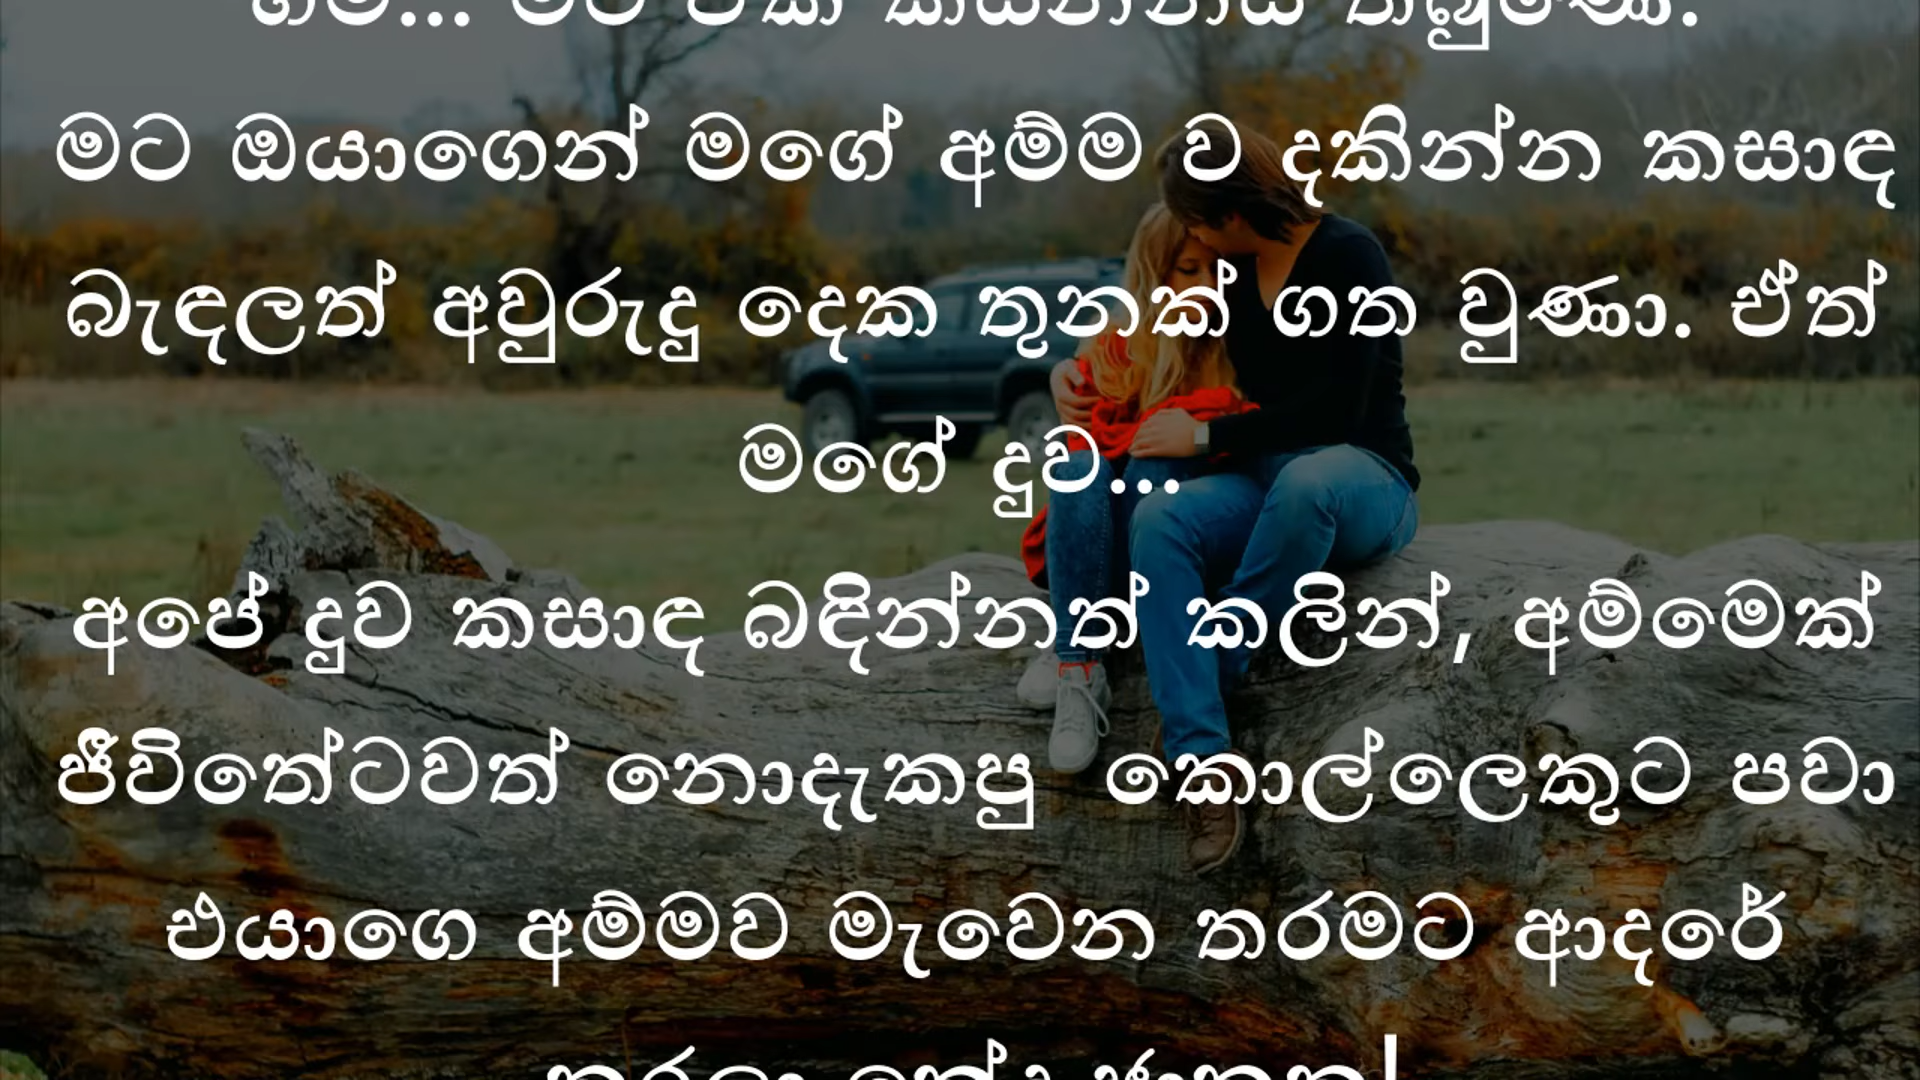 මට ඔයාගෙන් මගේ අම්ම ව දකින්න කසාඳ
බැඳලත් අවුරුදු දෙක තුනක් ගත වුණා. ඒත්
මගේ දුව...
අපේ දුව කසාඳ බඳින්නත් කලින්, අම්මෙක්
ජීවිතේටවත් නොදැකපු  කොල්ලෙකුට පවා
එයාගෙ අම්මව මැවෙන තරමට ආදරේ